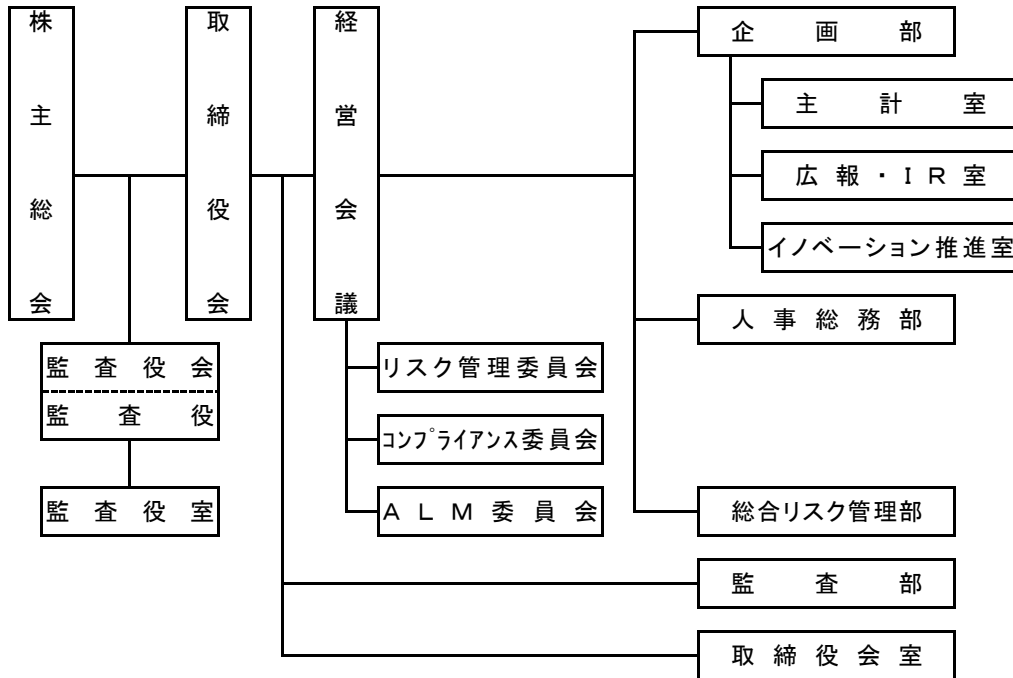 株主総会
取締役会
経営会議
企画部
主計室
広報・IR室
イノベーション推進室
人事総務部
監査役会
監査役
監査役室
リスク管理委員会
コンプライアンス委員会
ALM委員会
総合リスク管理部
監査部
取締役会室